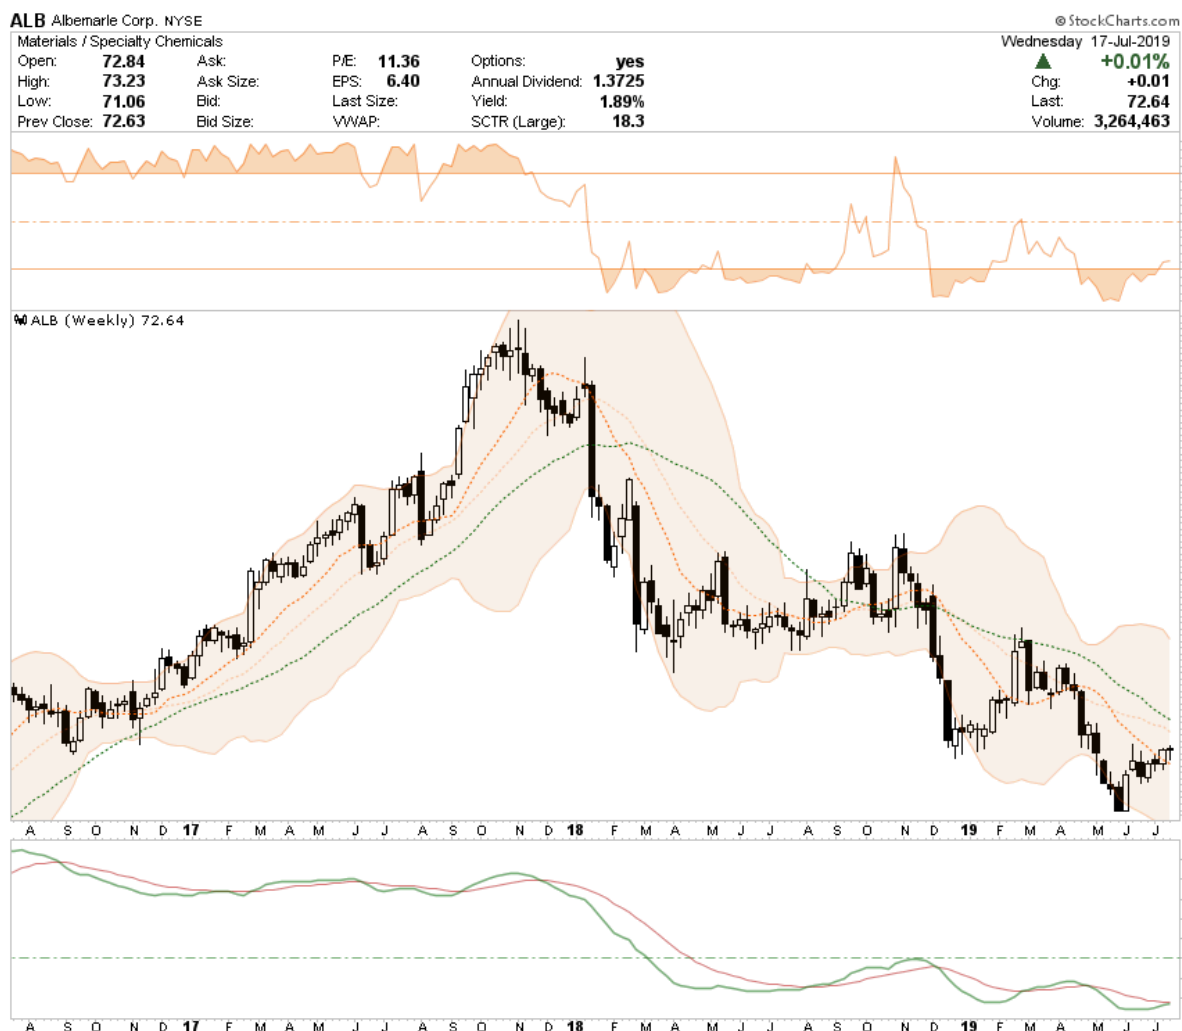 ALB Albemarle Corp. NYSE © StockCharts.com
Materials / Specialty Chemicals Wednesday 17-Jul-2019
Open: 72.84 Ask: P/E: 11.36 Options: yes ▲ +0.01%
High: 73.23 Ask Size: EPS: 6.40 Annual Dividend: 1.3725 Chg: +0.01
Low: 71.06 Bid: Last Size: Yield: 1.89% Last: 72.64
Prev Close: 72.63 Bid Size: VWAP: SCTR (Large): 18.3 Volume: 3,264,463
ALB (Weekly) 72.64
A S O N D 17 F M A M J J A S O N D 18 F M A M J J A S O N D 19 F M A M J J
A S O N D 17 F M A M J J A S O N D 18 F M A M J J A S O N D 19 F M A M J J